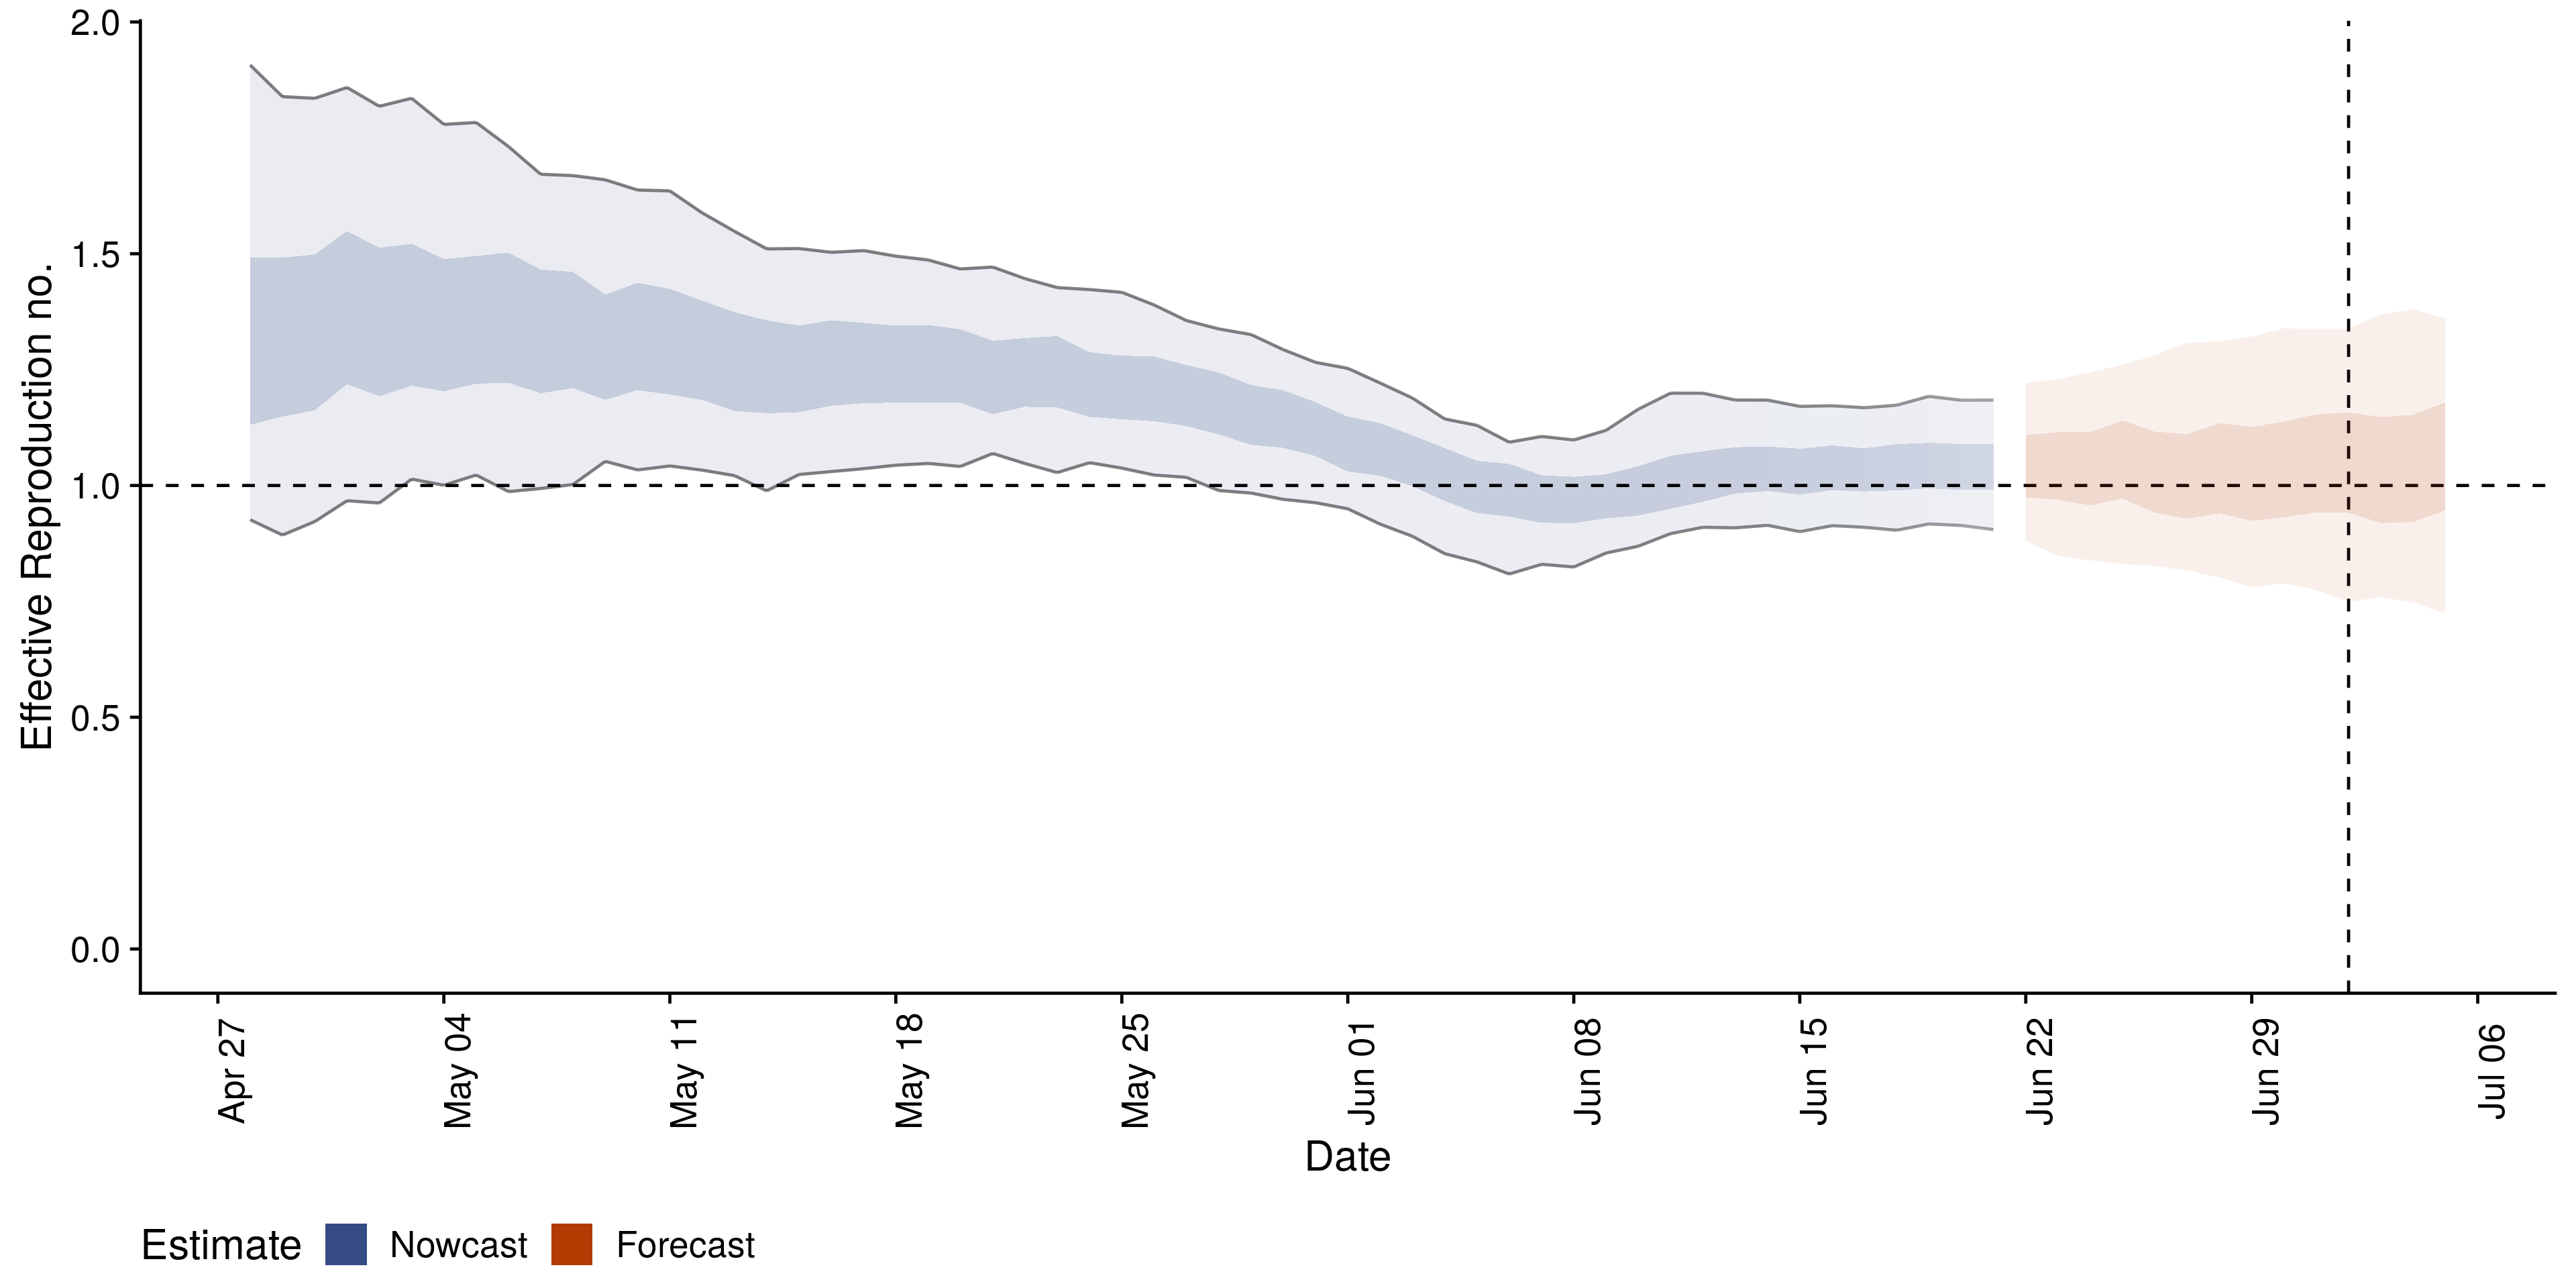 2.0
1.5
1.0
0.5
0.0
Effective Reproduction no.
Apr 27
May 04
May 11
May 18
May 25
Jun 01
Jun 08
Jun 15
Jun 22
Jun 29
Jul 06
Date
Estimate Nowcast Forecast